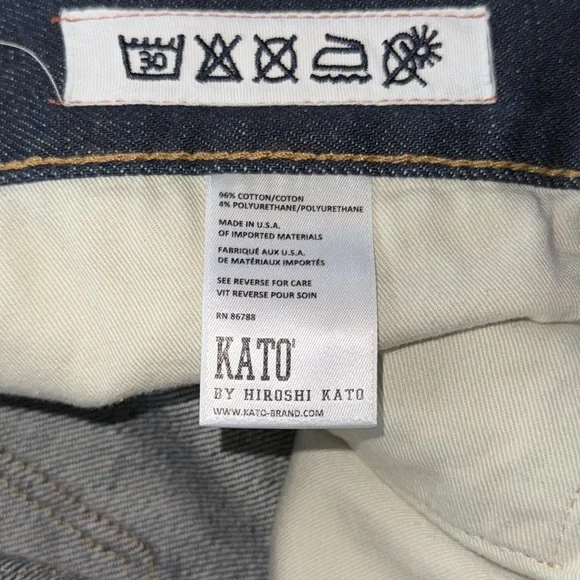 30
96% COTTON/COTON
4% POLYURETHANE/POLYURETHANE
MADE IN U.S.A.
OF IMPORTED MATERIALS
FABRIQUÉ AUX U.S.A.
DE MATÉRIAUX IMPORTÉS
SEE REVERSE FOR CARE
VIT REVERSE POUR SOIN
RN 86788
KATO'
BY HIROSHI KATO
WWW.KATO-BRAND.COM